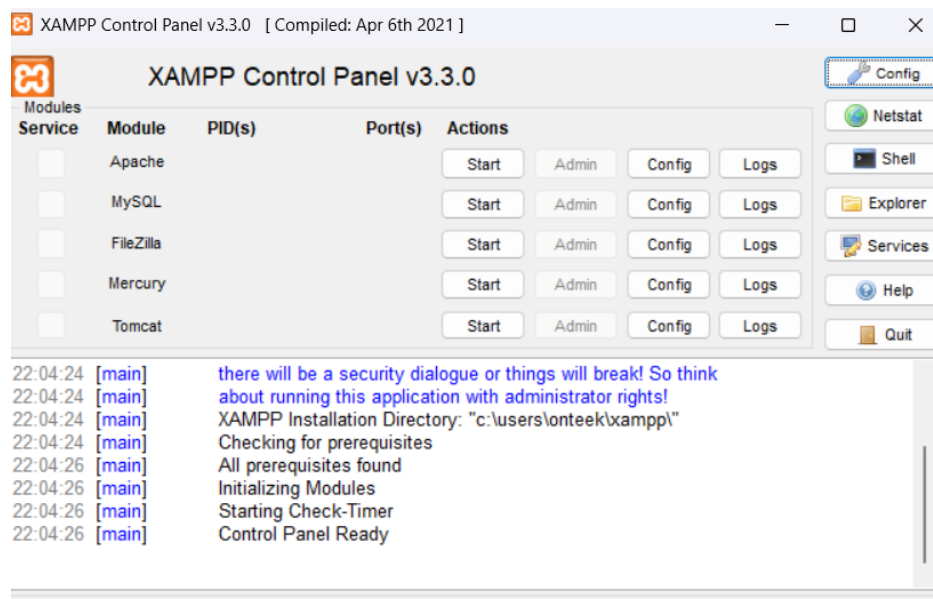 XAMPP Control Panel v3.3.0 [ Compiled: Apr 6th 2021 ]
XAMPP Control Panel v3.3.0
Config
Modules
Service Module PID(s) Port(s) Actions
Netstat
Apache Start Admin Config Logs
Shell
MySQL Start Admin Config Logs
Explorer
FileZilla Start Admin Config Logs
Services
Mercury Start Admin Config Logs
Help
Tomcat Start Admin Config Logs
Quit
22:04:24 [main] there will be a security dialogue or things will break! So think
22:04:24 [main] about running this application with administrator rights!
22:04:24 [main] XAMPP Installation Directory: "c:\users\onteek\xampp\"
22:04:24 [main] Checking for prerequisites
22:04:26 [main] All prerequisites found
22:04:26 [main] Initializing Modules
22:04:26 [main] Starting Check-Timer
22:04:26 [main] Control Panel Ready